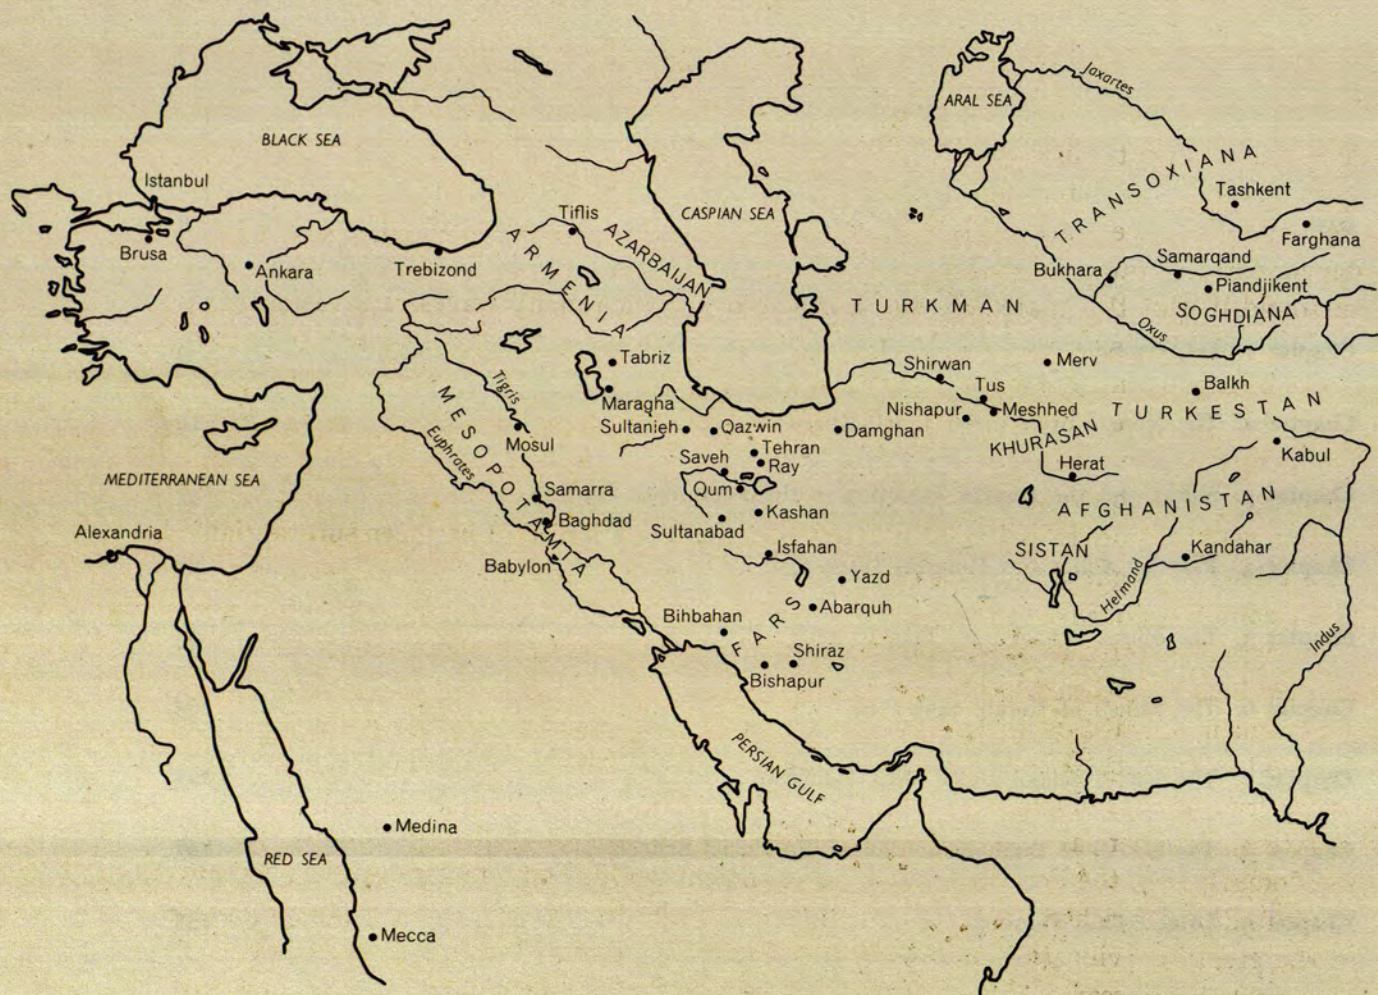 BLACK SEA
Istanbul
Brusa
Ankara
Trebizond
Tiflis
AZARBAIJAN
ARMENIA
CASPIAN SEA
ARAL SEA
Jaxartes
TRANSOXIANA
Tashkent
Farghana
Samarqand
Bukhara
Piandjikent
SOGHDIANA
Oxus
TURKMAN
Tabriz
Maragha
Sultanieh
Qazwin
Tehran
Ray
Saveh
Qum
Kashan
Sultanabad
Isfahan
Yazd
Abarquh
FARS
Bihbahan
Shiraz
Bishapur
Damghan
Shirwan
Tus
Nishapur
Meshhed
Merv
Balkh
TURKESTAN
KHURASAN
Herat
Kabul
AFGHANISTAN
SISTAN
Kandahar
Helmand
Indus
Tigris
MESOPOTAMIA
Euphrates
Mosul
Samarra
Baghdad
Babylon
MEDITERRANEAN SEA
Alexandria
PERSIAN GULF
Medina
RED SEA
Mecca